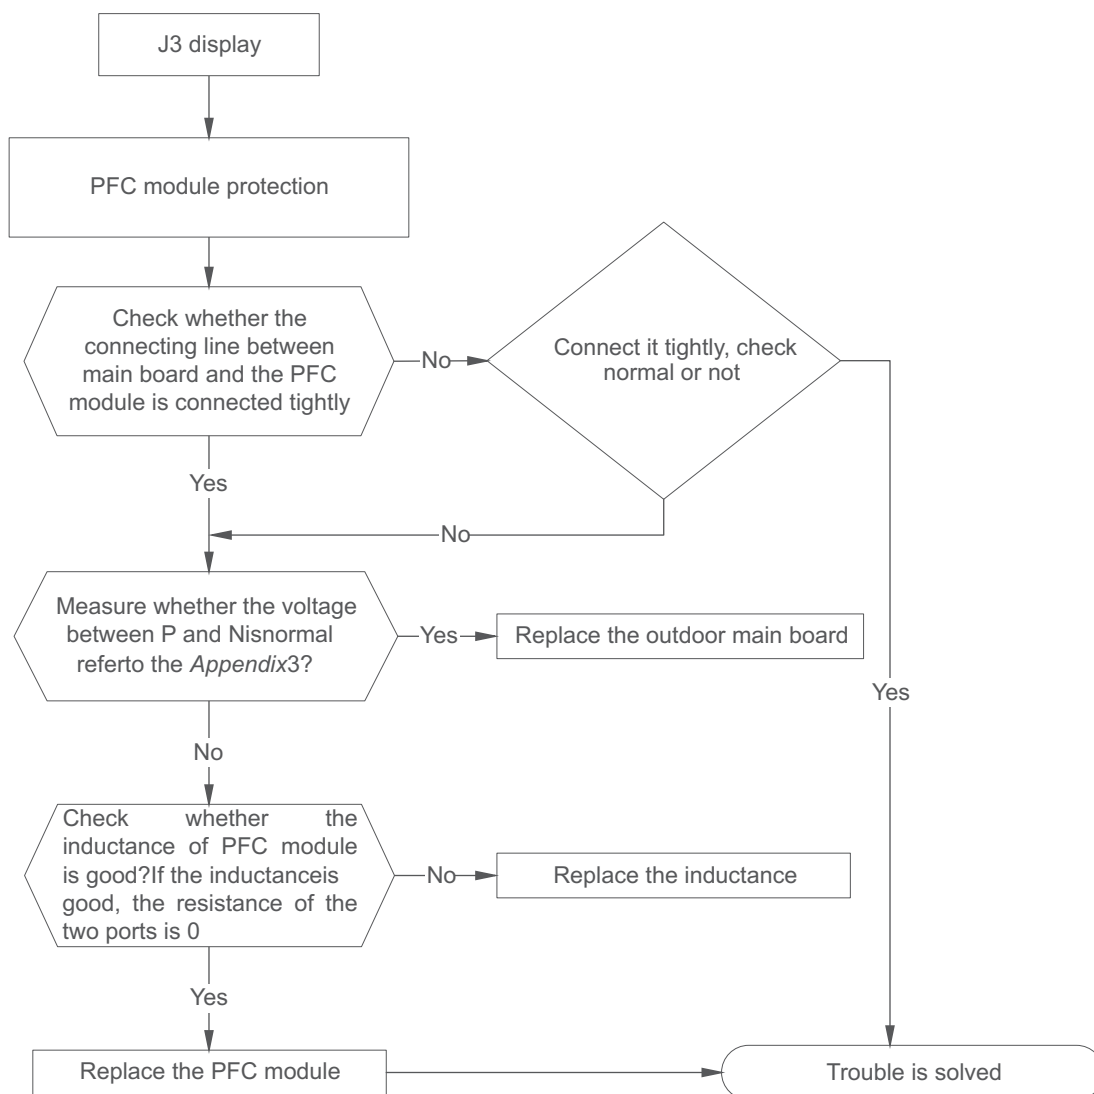 J3 display
PFC module protection
Check whether the
connecting line between
main board and the PFC
module is connected tightly
No
Connect it tightly, check
normal or not
Yes
No
Measure whether the voltage
between P and Nisnormal
referto the Appendix3?
Yes
Replace the outdoor main board
Yes
No
Check whether the
inductance of PFC module
is good?If the inductanceis
good, the resistance of the
two ports is 0
No
Replace the inductance
Yes
Replace the PFC module
Trouble is solved